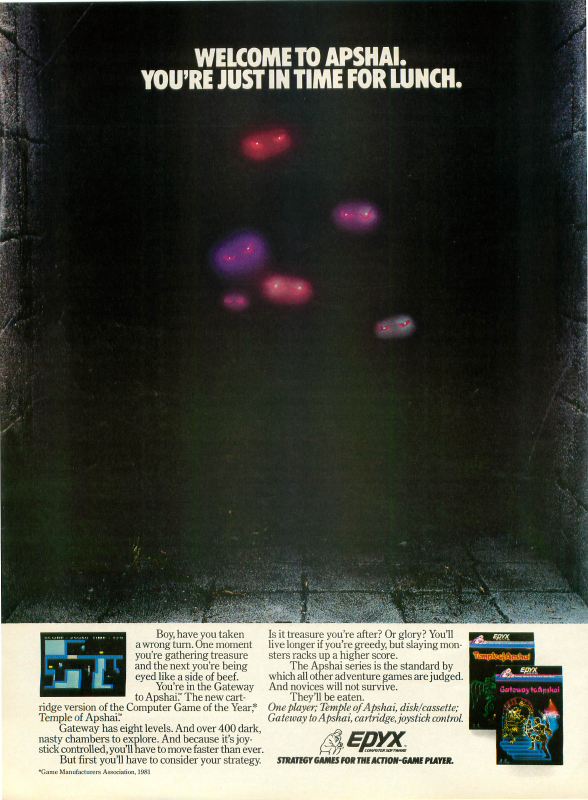 WELCOME TO APSHAI.
YOU'RE JUST IN TIME FOR LUNCH.
Boy, have you taken
a wrong turn. One moment
you're gathering treasure
and the next you're being
eyed like a side of beef.
You're in the Gateway
to Apshai.™ The new cart-
ridge version of the Computer Game of the Year,*
Temple of Apshai.™
Gateway has eight levels. And over 400 dark,
nasty chambers to explore. And because it's joy-
stick controlled, you'll have to move faster than ever.
But first you'll have to consider your strategy.
*Game Manufacturers Association, 1981
Is it treasure you're after? Or glory? You'll
live longer if you're greedy, but slaying mon-
sters racks up a higher score.
The Apshai series is the standard by
which all other adventure games are judged.
And novices will not survive.
They'll be eaten.
One player; Temple of Apshai, disk/cassette;
Gateway to Apshai, cartridge, joystick control.
EPYX
COMPUTER SOFTWARE
STRATEGY GAMES FOR THE ACTION-GAME PLAYER.
EPYX
Temple of Apshai
EPYX
Gateway to Apshai